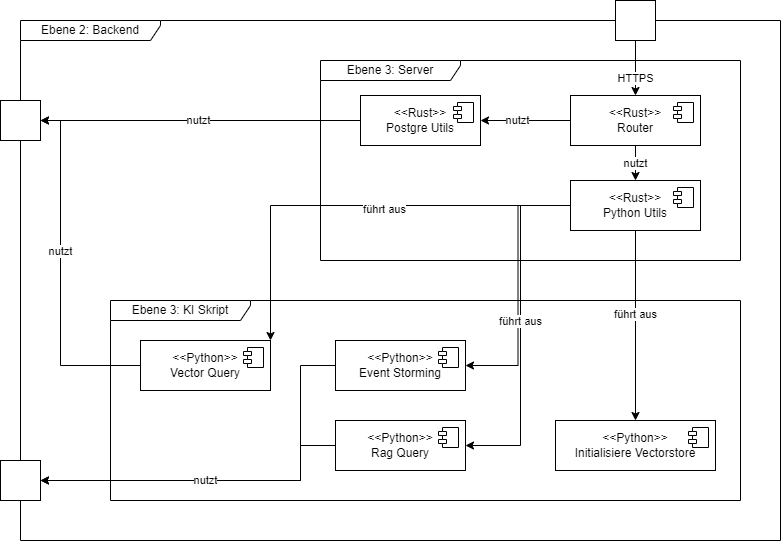 Ebene 2: Backend
Ebene 3: Server
HTTPS
<<Rust>>
Postgre Utils
nutzt
<<Rust>>
Router
nutzt
nutzt
<<Rust>>
Python Utils
führt aus
nutzt
führt aus
führt aus
Ebene 3: KI Skript
<<Python>>
Vector Query
<<Python>>
Event Storming
<<Python>>
Rag Query
<<Python>>
Initialisiere Vectorstore
nutzt